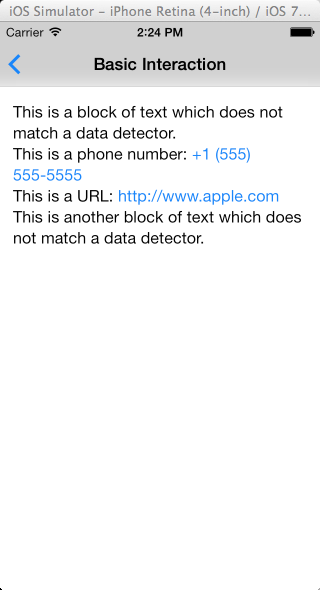 iOS Simulator – iPhone Retina (4-inch) / iOS 7...
Carrier 2:24 PM
Basic Interaction
This is a block of text which does not
match a data detector.
This is a phone number: +1 (555)
555-5555
This is a URL: http://www.apple.com
This is another block of text which does
not match a data detector.